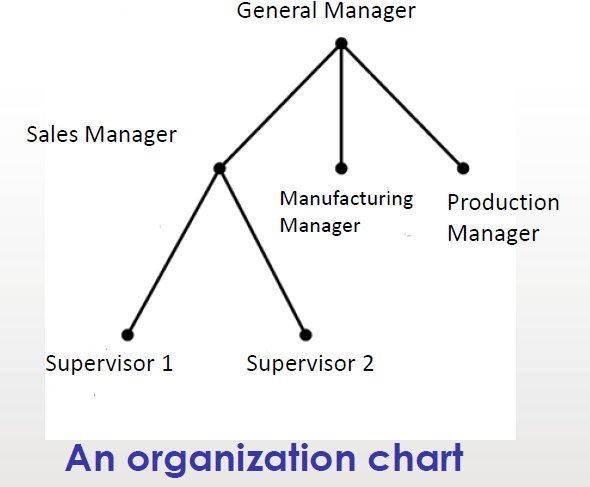 General Manager
Sales Manager
Manufacturing
Manager
Production
Manager
Supervisor 1
Supervisor 2
An organization chart